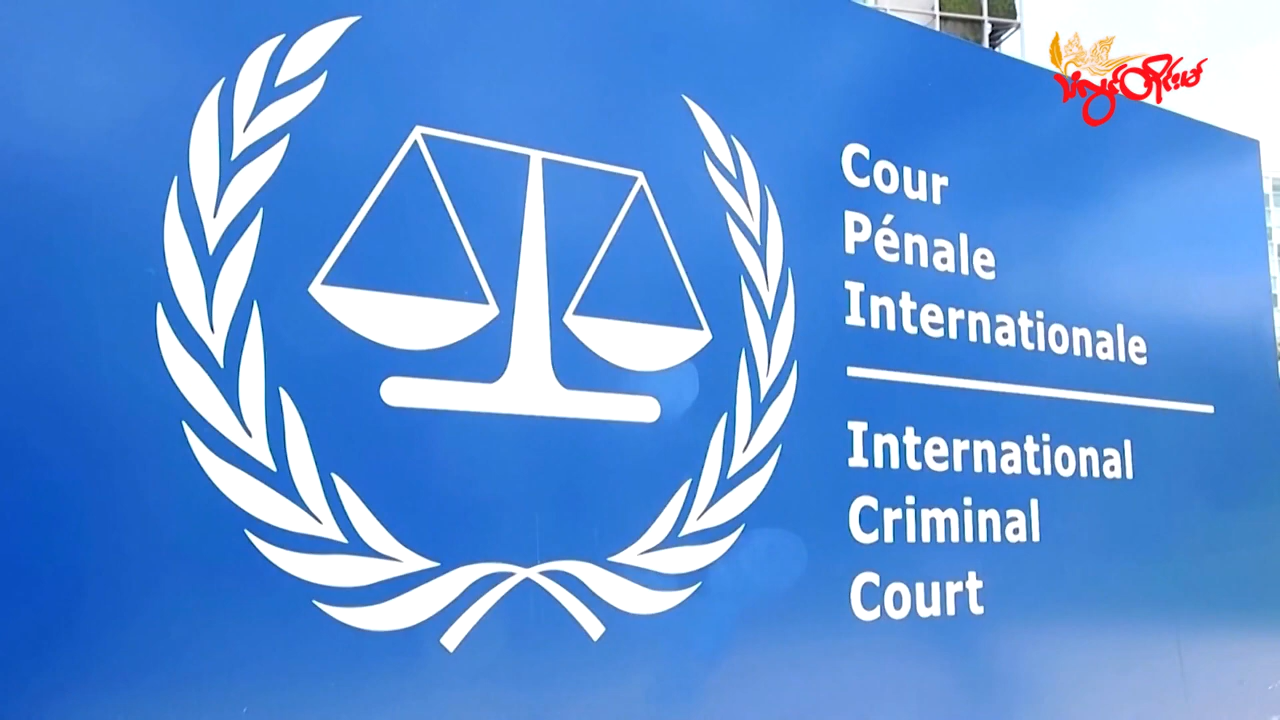 Cour
Pénale
Internationale
International
Criminal
Court